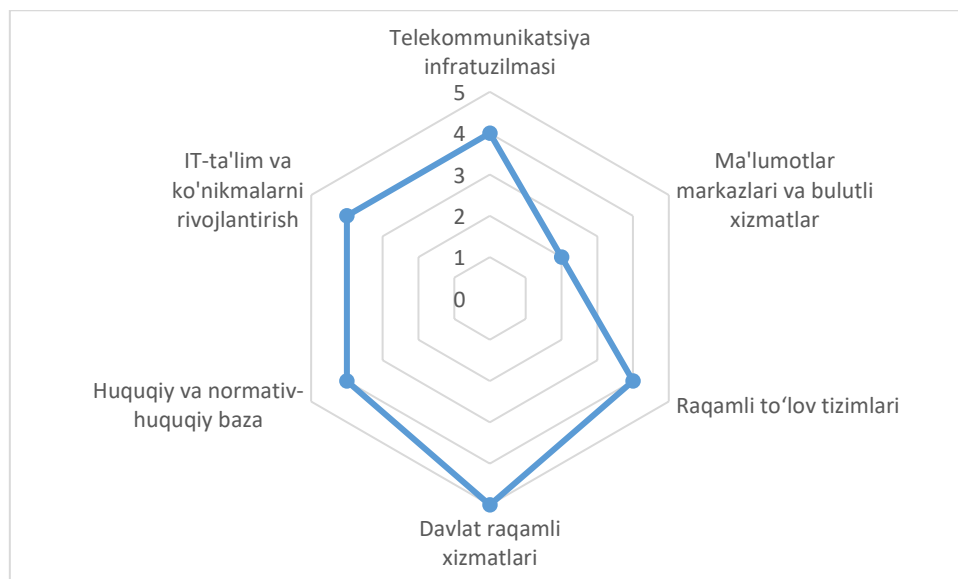 Telekommunikatsiya
infratuzilmasi
5
4
3
2
1
0
Ma'lumotlar
markazlari va bulutli
xizmatlar
Raqamli to‘lov tizimlari
Davlat raqamli
xizmatlari
Huquqiy va normativ-
huquqiy baza
IT-ta'lim va
ko'nikmalarni
rivojlantirish